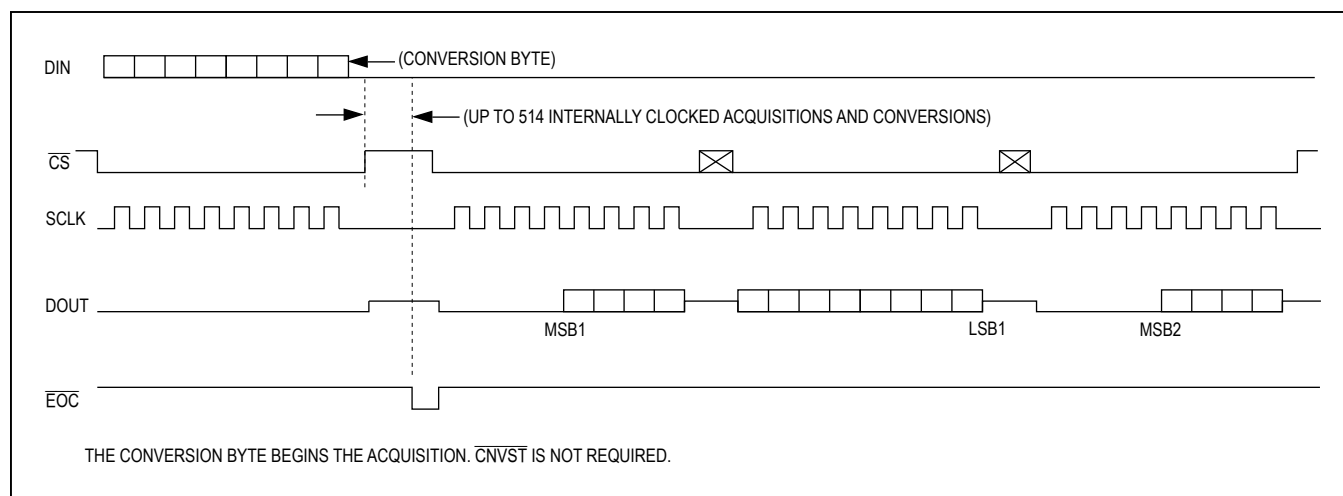 DIN
(CONVERSION BYTE)
(UP TO 514 INTERNALLY CLOCKED ACQUISITIONS AND CONVERSIONS)
CS
SCLK
DOUT
MSB1
LSB1
MSB2
EOC
THE CONVERSION BYTE BEGINS THE ACQUISITION. CNVST IS NOT REQUIRED.